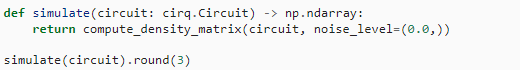 def simulate(circuit: cirq.Circuit) -> np.ndarray:
    return compute_density_matrix(circuit, noise_level=(0.0,))
simulate(circuit).round(3)